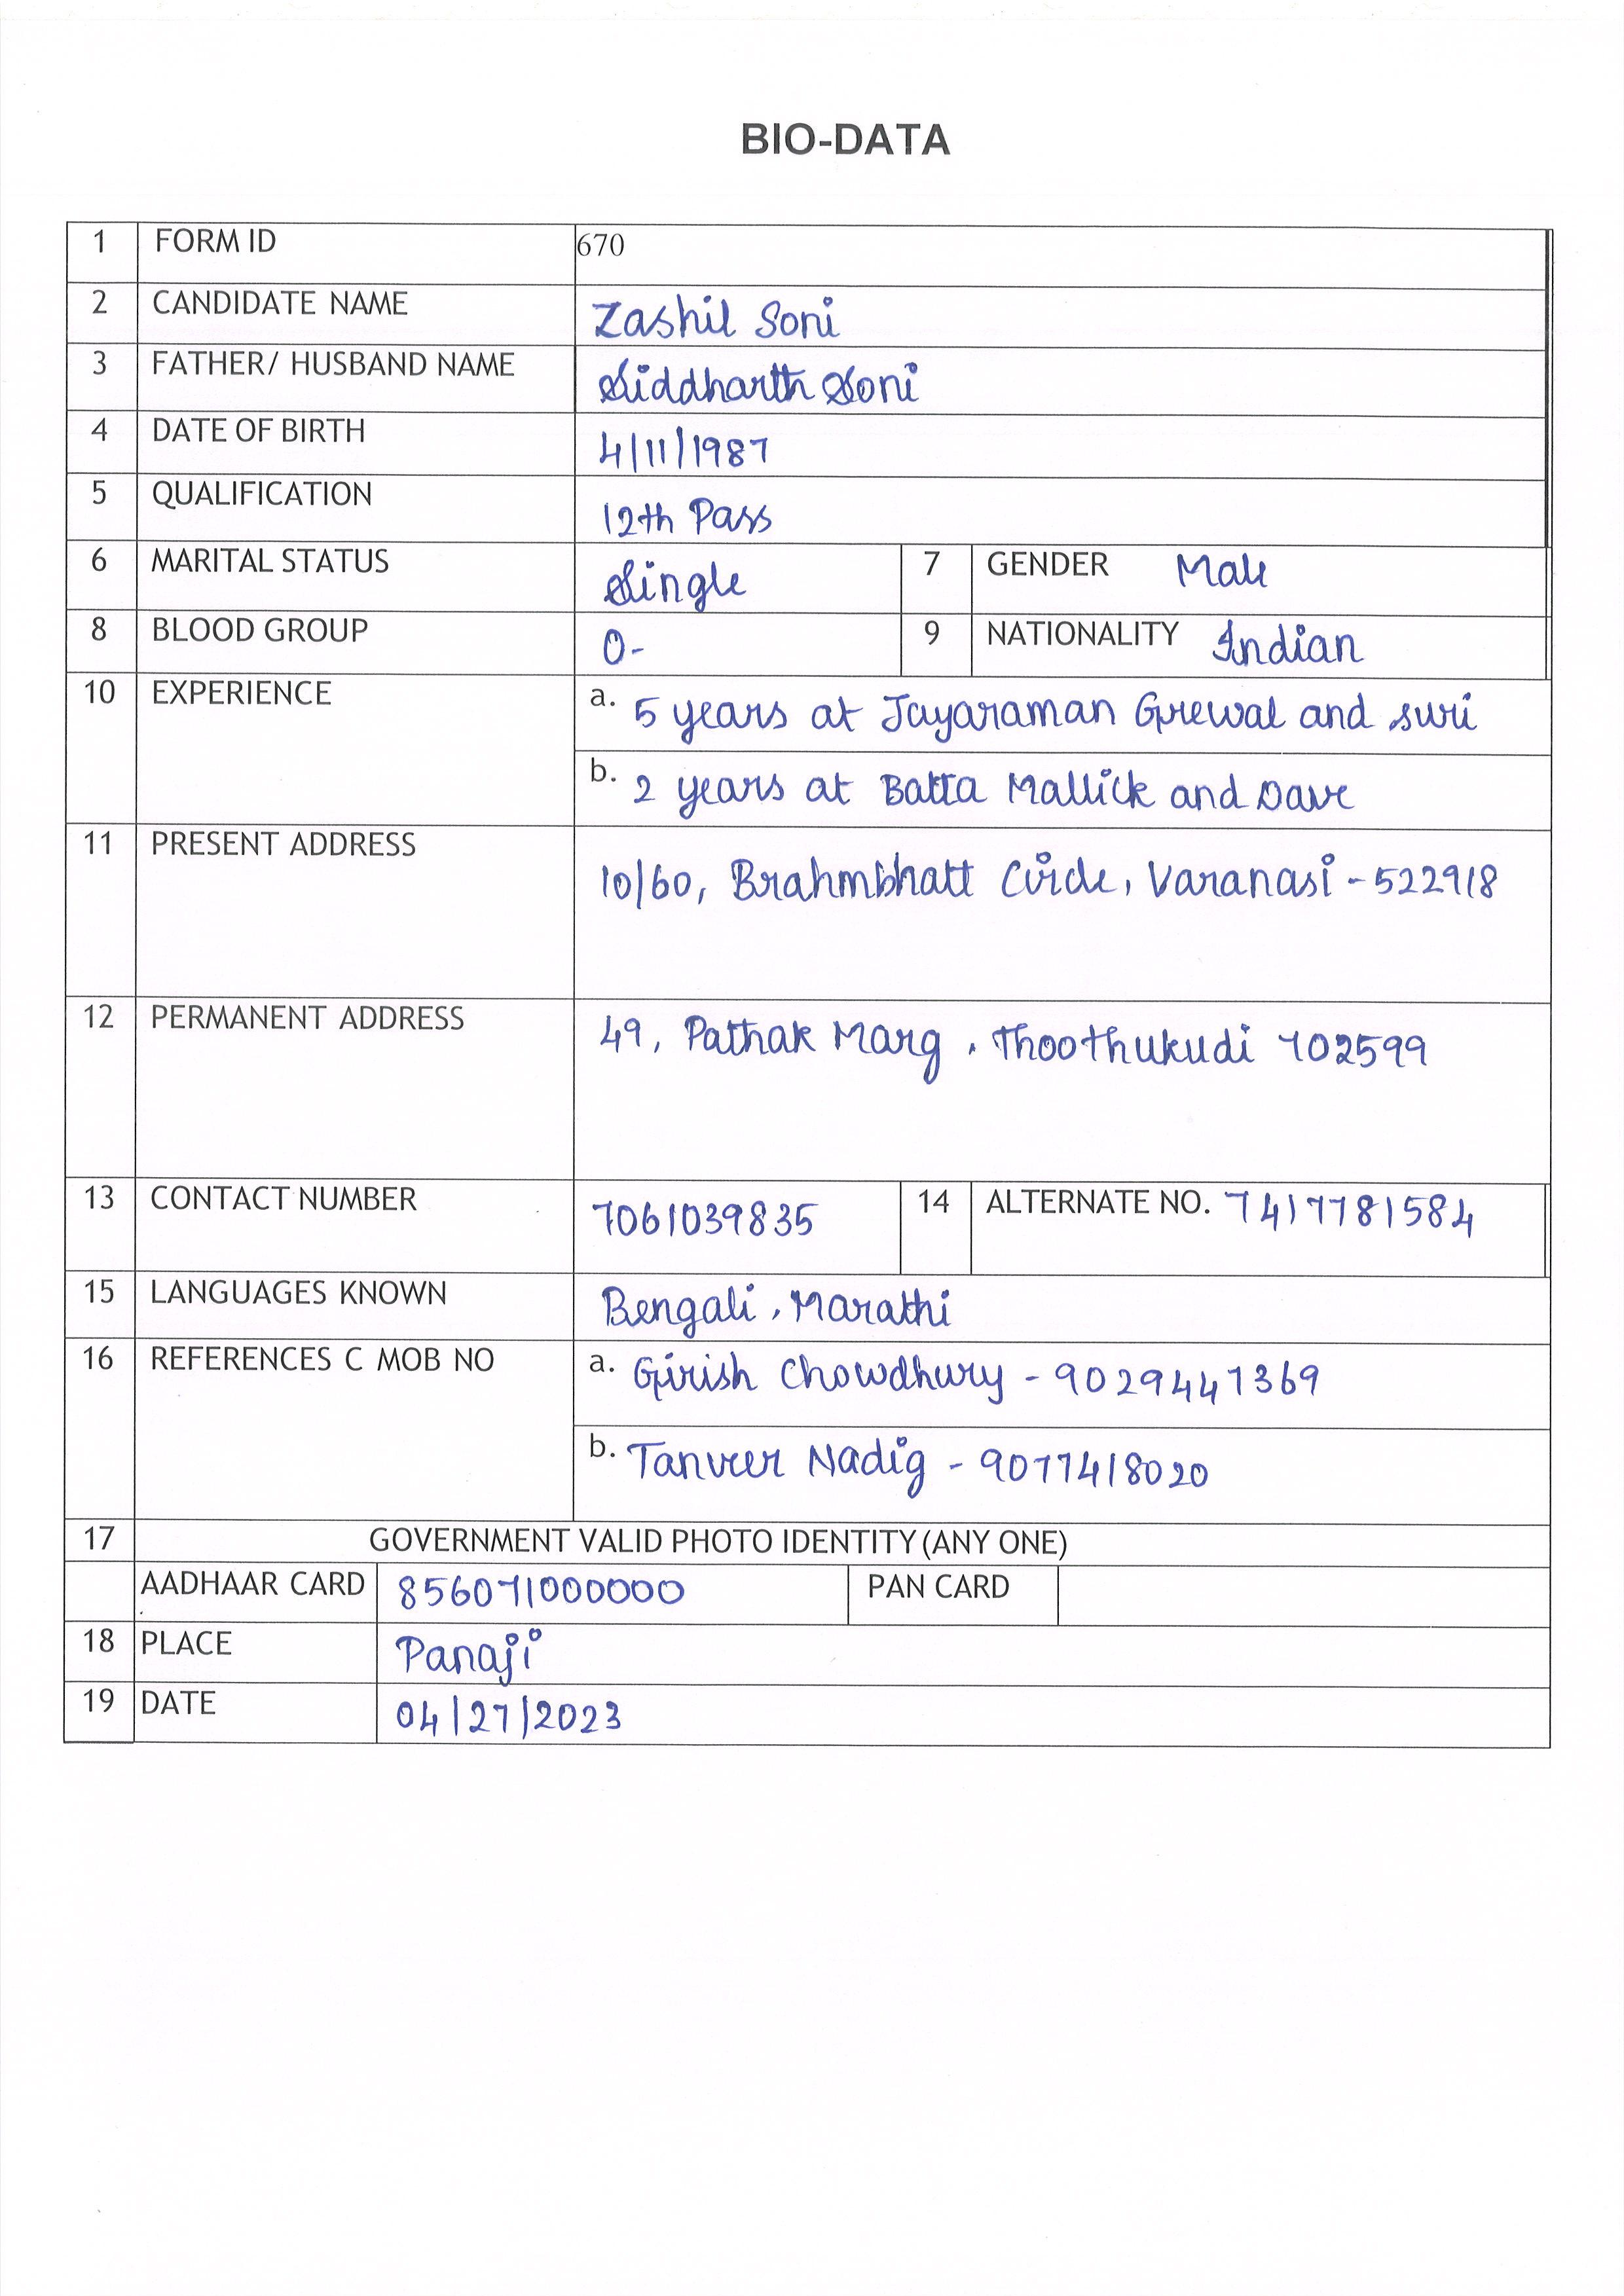 BIO-DATA
1 FORM ID 670
2 CANDIDATE NAME Zashil Soni
3 FATHER/ HUSBAND NAME Siddharth Soni
4 DATE OF BIRTH 4/11/1987
5 QUALIFICATION 12th Pass
6 MARITAL STATUS Single 7 GENDER Male
8 BLOOD GROUP O- 9 NATIONALITY Indian
10 EXPERIENCE a. 5 years at Jayaraman Grewal and suri
b. 2 years at Batta Mallick and Dave
11 PRESENT ADDRESS 10/60, Brahmbhatt Circle, Varanasi - 522918
12 PERMANENT ADDRESS 49, Pathak Marg, Thoothukudi 702599
13 CONTACT NUMBER 7061039835 14 ALTERNATE NO. 7417781584
15 LANGUAGES KNOWN Bengali, Marathi
16 REFERENCES C MOB NO a. Girish Chowdhury - 9029447369
b. Tanveer Nadig - 9077418020
17 GOVERNMENT VALID PHOTO IDENTITY (ANY ONE)
AADHAAR CARD 856071000000 PAN CARD
18 PLACE Panaji
19 DATE 04/27/2023